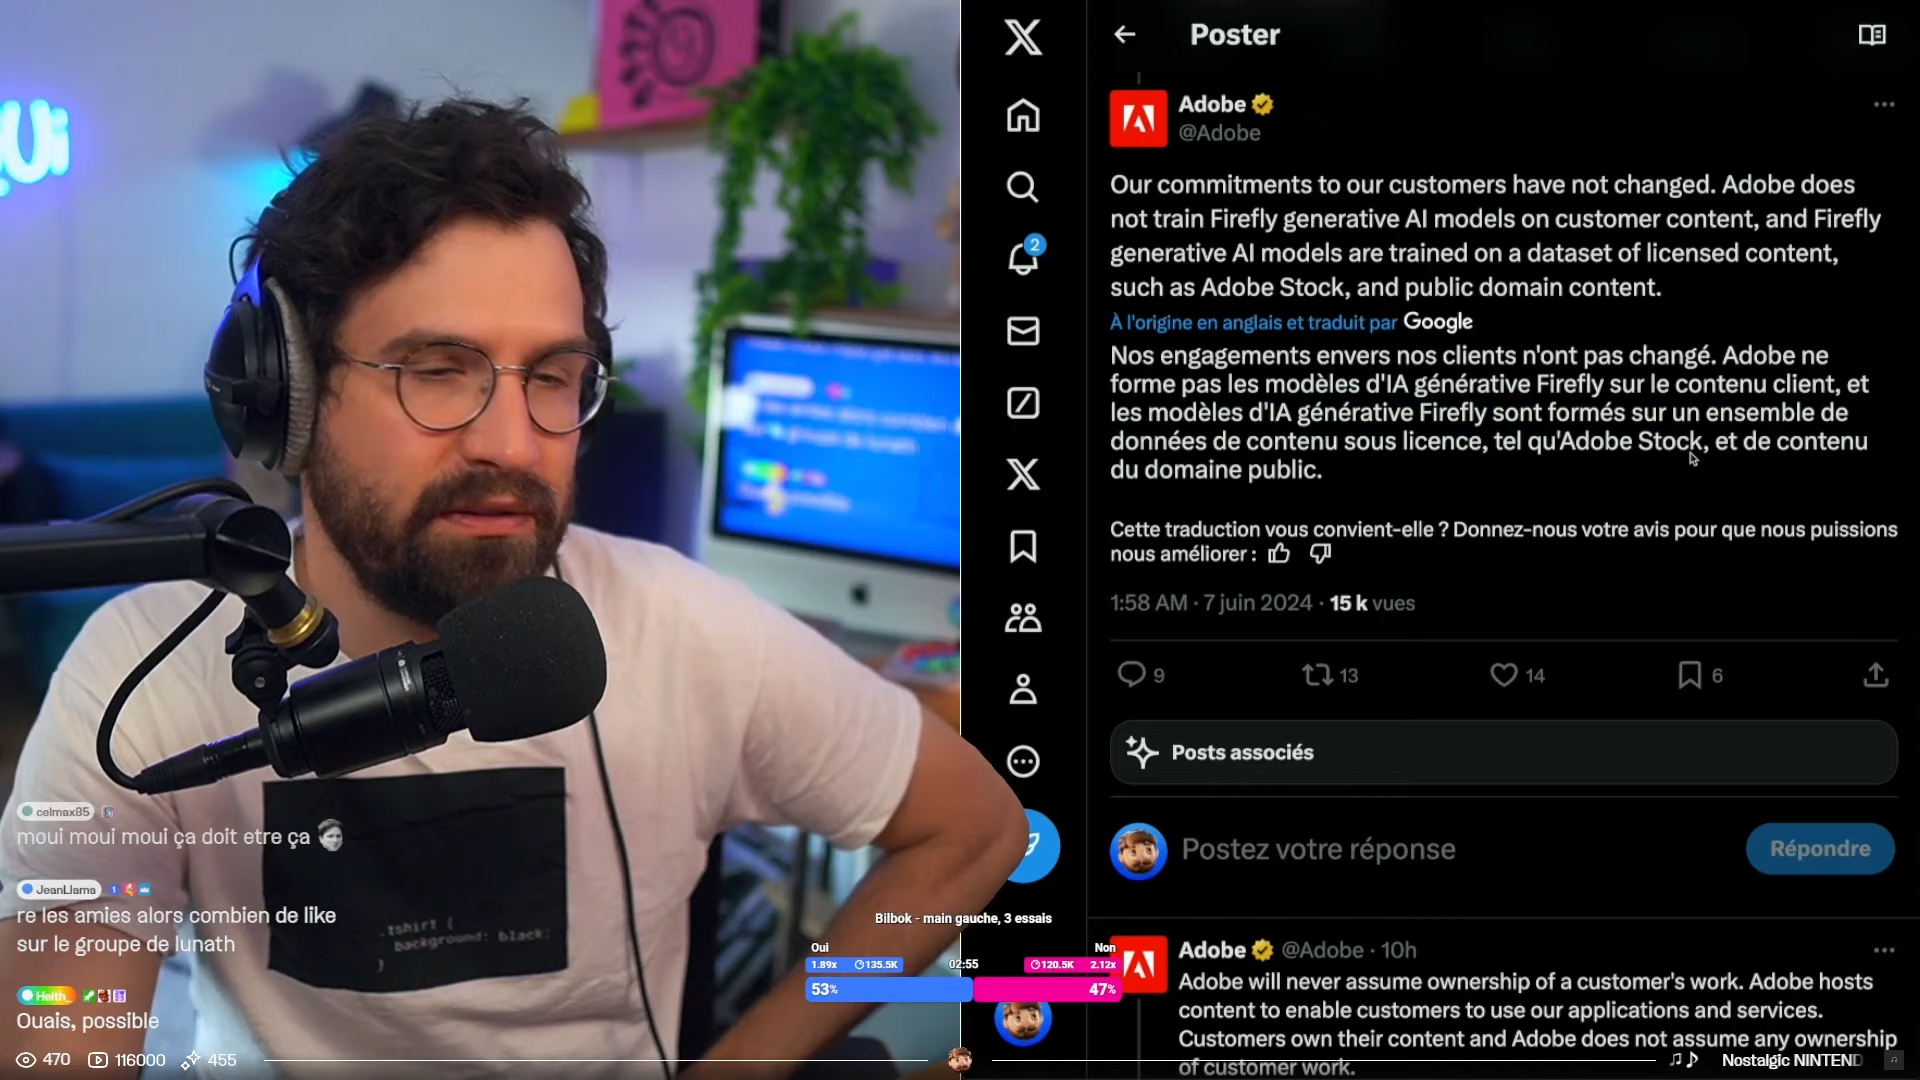 Poster
Adobe
@Adobe
Our commitments to our customers have not changed. Adobe does
not train Firefly generative AI models on customer content, and Firefly
generative AI models are trained on a dataset of licensed content,
such as Adobe Stock, and public domain content.
À l'origine en anglais et traduit par Google
Nos engagements envers nos clients n'ont pas changé. Adobe ne
forme pas les modèles d'IA générative Firefly sur le contenu client, et
les modèles d'IA générative Firefly sont formés sur un ensemble de
données de contenu sous licence, tel qu'Adobe Stock, et de contenu
du domaine public.
Cette traduction vous convient-elle ? Donnez-nous votre avis pour que nous puissions
nous améliorer :
1:58 AM · 7 juin 2024 · 15 k vues
9 13 14 6
Posts associés
Postez votre réponse
Répondre
Adobe @Adobe · 10h
Adobe will never assume ownership of a customer's work. Adobe hosts
content to enable customers to use our applications and services.
Customers own their content and Adobe does not assume any ownership
of customer work.
2
tshirt {
background: black;
}
celmax85
moui moui moui ça doit etre ça
JeanLlama 1
re les amies alors combien de like
sur le groupe de lunath
Helth_
Ouais, possible
Bilbok - main gauche, 3 essais
Oui 02:55 Non
1.89x 135.5K 120.5K 2.12x
53% 47%
470 116000 455
Nostalgic NINTEND